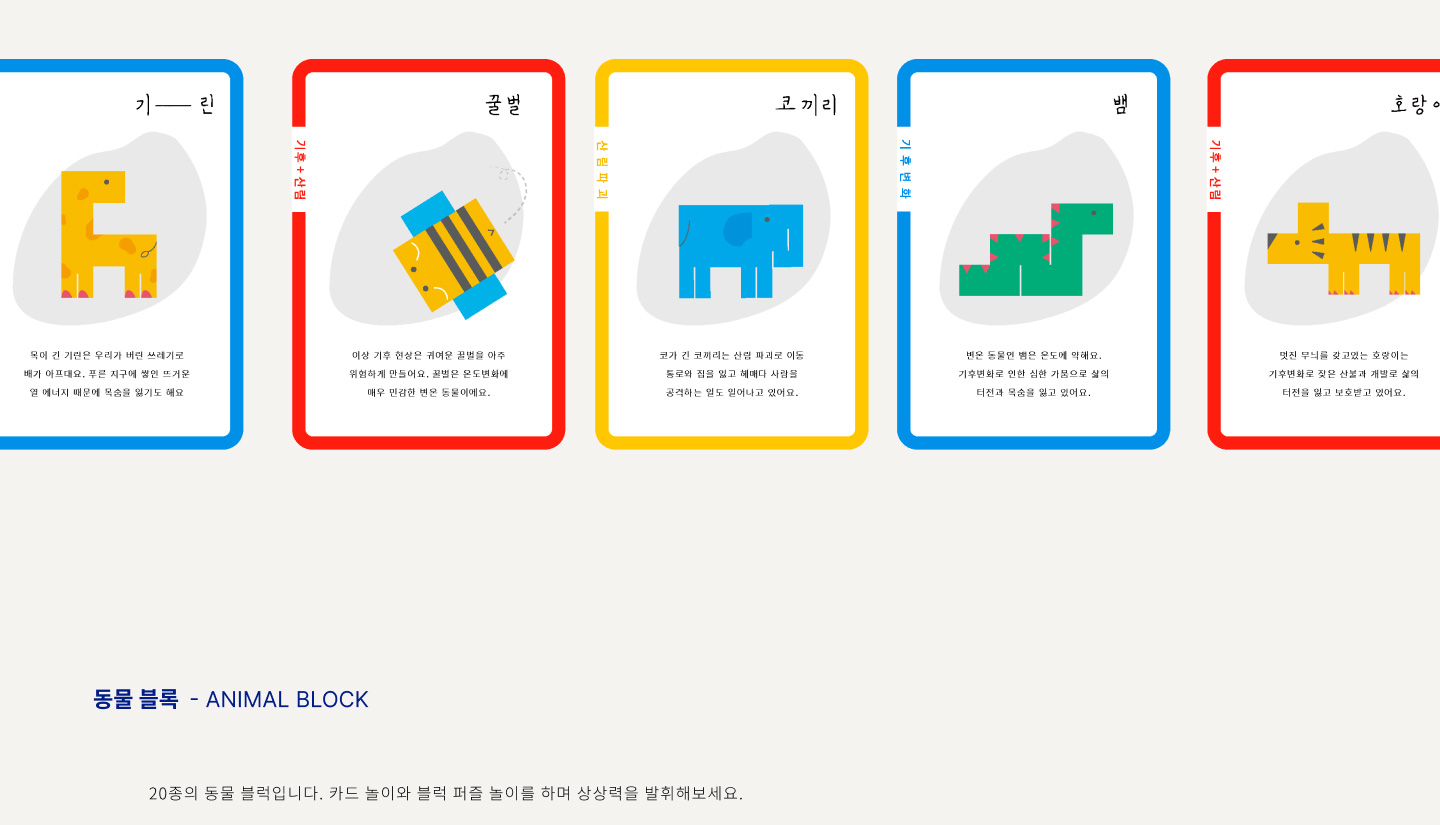 기 린
목이 긴 기린은 우리가 버린 쓰레기로
배가 아프대요. 푸른 지구에 쌓인 뜨거운
열 에너지 때문에 목숨을 잃기도 해요
꿀벌
기후 + 산림
이상 기후 현상은 귀여운 꿀벌을 아주
위험하게 만들어요. 꿀벌은 온도변화에
매우 민감한 변온 동물이에요.
코끼리
산림파괴
코가 긴 코끼리는 산림 파괴로 이동
통로와 집을 잃고 헤매다 사람을
공격하는 일도 일어나고 있어요.
뱀
기후변화
변온 동물인 뱀은 온도에 약해요.
기후변화로 인한 심한 가뭄으로 삶의
터전과 목숨을 잃고 있어요.
호랑
기후 + 산림
멋진 무늬를 갖고있는 호랑이는
기후변화로 잦은 산불과 개발로 삶의
터전을 잃고 보호받고 있어요.
동물 블록 - ANIMAL BLOCK
20종의 동물 블럭입니다. 카드 놀이와 블럭 퍼즐 놀이를 하며 상상력을 발휘해보세요.